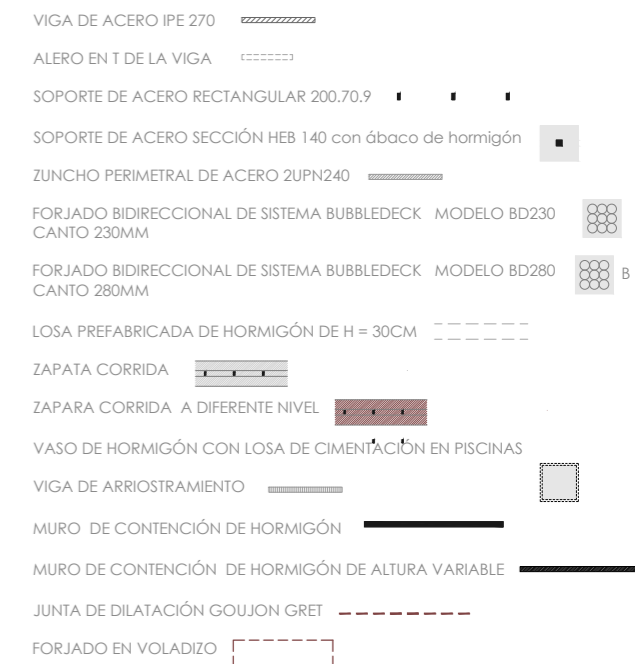 VIGA DE ACERO IPE 270
ALERO EN T DE LA VIGA
SOPORTE DE ACERO RECTANGULAR 200.70.9
SOPORTE DE ACERO SECCIÓN HEB 140 con ábaco de hormigón
ZUNCHO PERIMETRAL DE ACERO 2UPN240
FORJADO BIDIRECCIONAL DE SISTEMA BUBBLEDECK MODELO BD230
CANTO 230MM
FORJADO BIDIRECCIONAL DE SISTEMA BUBBLEDECK MODELO BD280
CANTO 280MM
B
LOSA PREFABRICADA DE HORMIGÓN DE H = 30CM
ZAPATA CORRIDA
ZAPARA CORRIDA A DIFERENTE NIVEL
VASO DE HORMIGÓN CON LOSA DE CIMENTACIÓN EN PISCINAS
VIGA DE ARRIOSTRAMIENTO
MURO DE CONTENCIÓN DE HORMIGÓN
MURO DE CONTENCIÓN DE HORMIGÓN DE ALTURA VARIABLE
JUNTA DE DILATACIÓN GOUJON GRET
FORJADO EN VOLADIZO